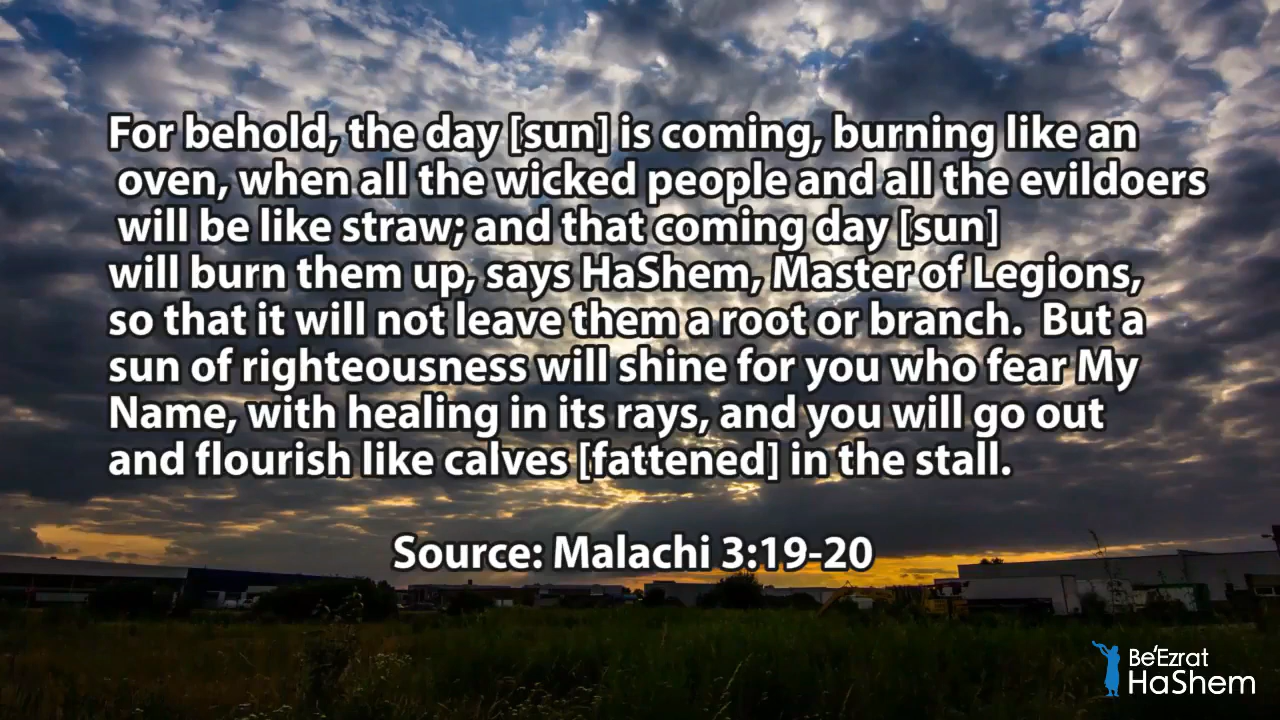 For behold, the day [sun] is coming, burning like an
oven, when all the wicked people and all the evildoers
will be like straw; and that coming day [sun]
will burn them up, says HaShem, Master of Legions,
so that it will not leave them a root or branch.  But a
sun of righteousness will shine for you who fear My
Name, with healing in its rays, and you will go out
and flourish like calves [fattened] in the stall.
Source: Malachi 3:19-20
Be'Ezrat
HaShem